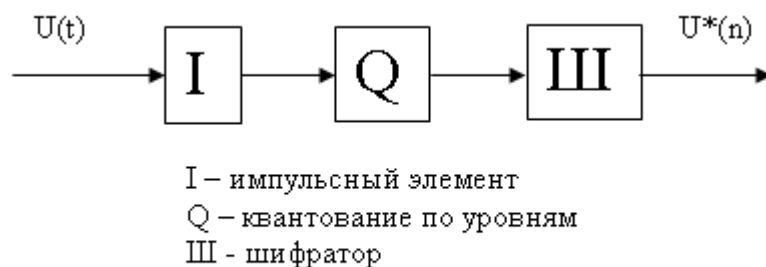 U(t)
U*(n)
I
Q
Ш
I – импульсный элемент
Q – квантование по уровням
Ш - шифратор